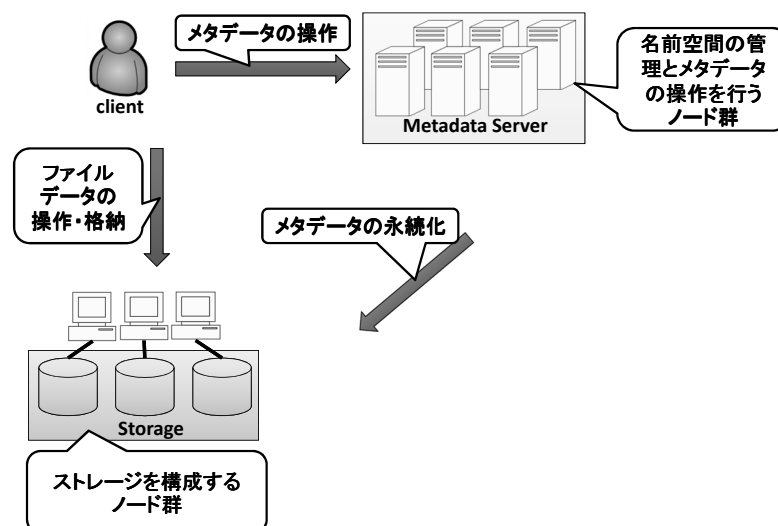 メタデータの操作
client
Metadata Server
名前空間の管
理とメタデータ
の操作を行う
ノード群
ファイル
データの
操作・格納
メタデータの永続化
Storage
ストレージを構成する
ノード群